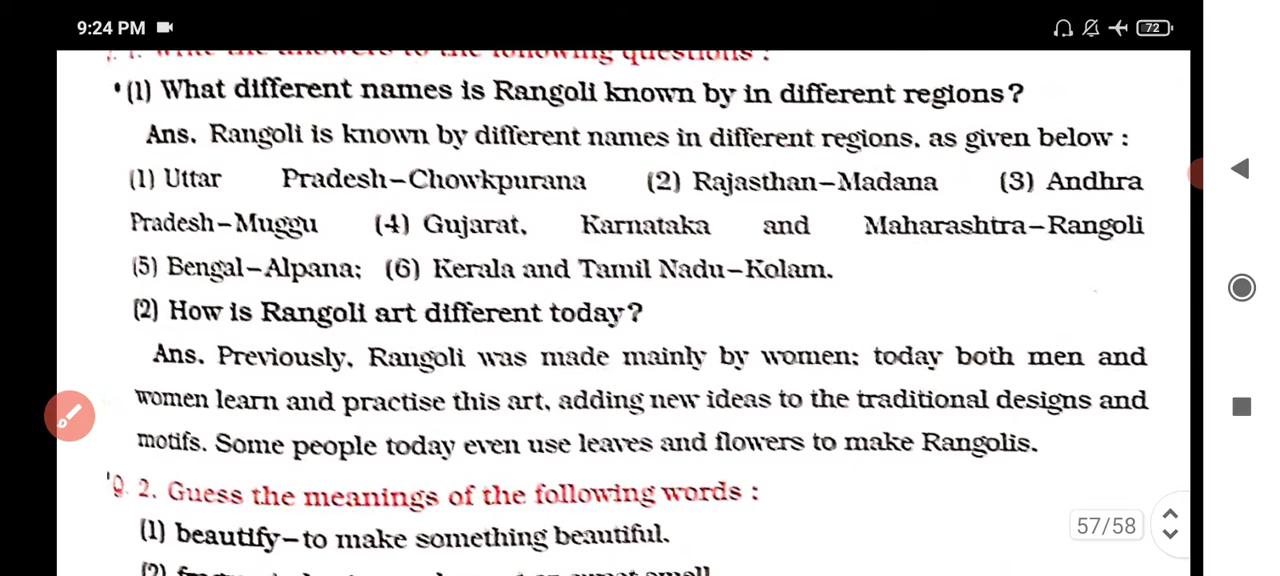 9:24 PM 72
(1) What different names is Rangoli known by in different regions?
Ans. Rangoli is known by different names in different regions, as given below :
(1) Uttar Pradesh–Chowkpurana (2) Rajasthan–Madana (3) Andhra
Pradesh–Muggu (4) Gujarat, Karnataka and Maharashtra–Rangoli
(5) Bengal–Alpana; (6) Kerala and Tamil Nadu–Kolam.
(2) How is Rangoli art different today?
Ans. Previously, Rangoli was made mainly by women; today both men and
women learn and practise this art, adding new ideas to the traditional designs and
motifs. Some people today even use leaves and flowers to make Rangolis.
Q. 2. Guess the meanings of the following words :
57/58
(1) beautify–to make something beautiful.